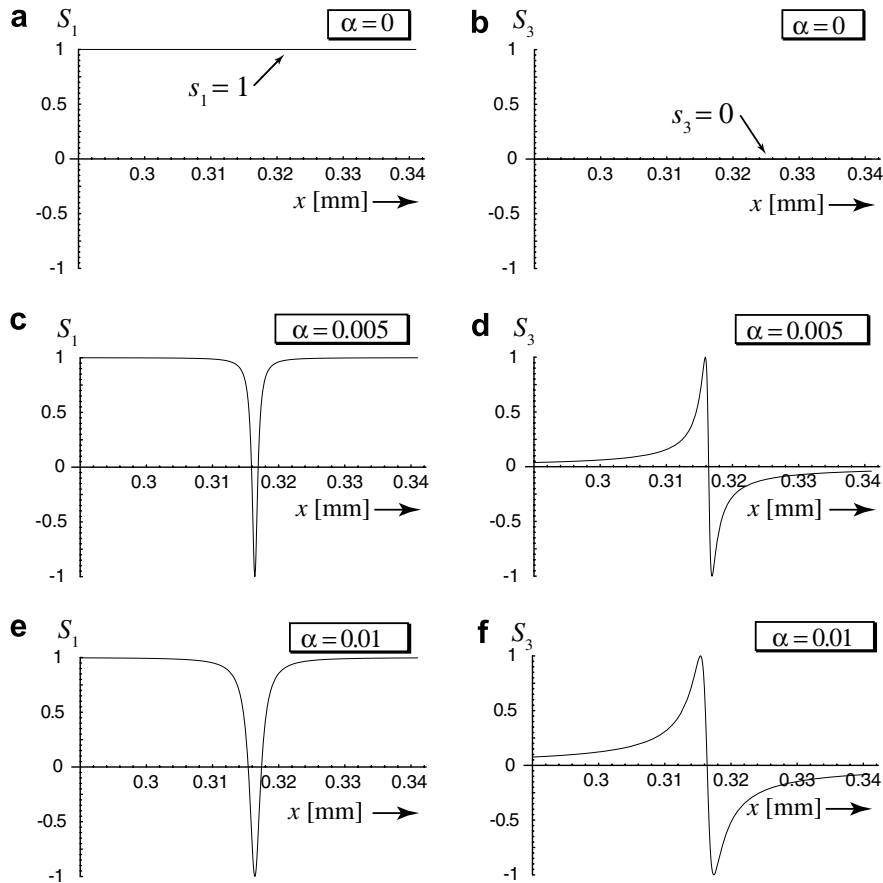 a S₁ α = 0
1
s₁ = 1
0.5
0
0.3 0.31 0.32 0.33 0.34
x [mm]
-0.5
-1
b S₃ α = 0
1
0.5
s₃ = 0
0
0.3 0.31 0.32 0.33 0.34
x [mm]
-0.5
-1
c S₁ α = 0.005
1
0.5
0
0.3 0.31 0.32 0.33 0.34
x [mm]
-0.5
-1
d S₃ α = 0.005
1
0.5
0
0.3 0.31 0.32 0.33 0.34
x [mm]
-0.5
-1
e S₁ α = 0.01
1
0.5
0
0.3 0.31 0.32 0.33 0.34
x [mm]
-0.5
-1
f S₃ α = 0.01
1
0.5
0
0.3 0.31 0.32 0.33 0.34
x [mm]
-0.5
-1